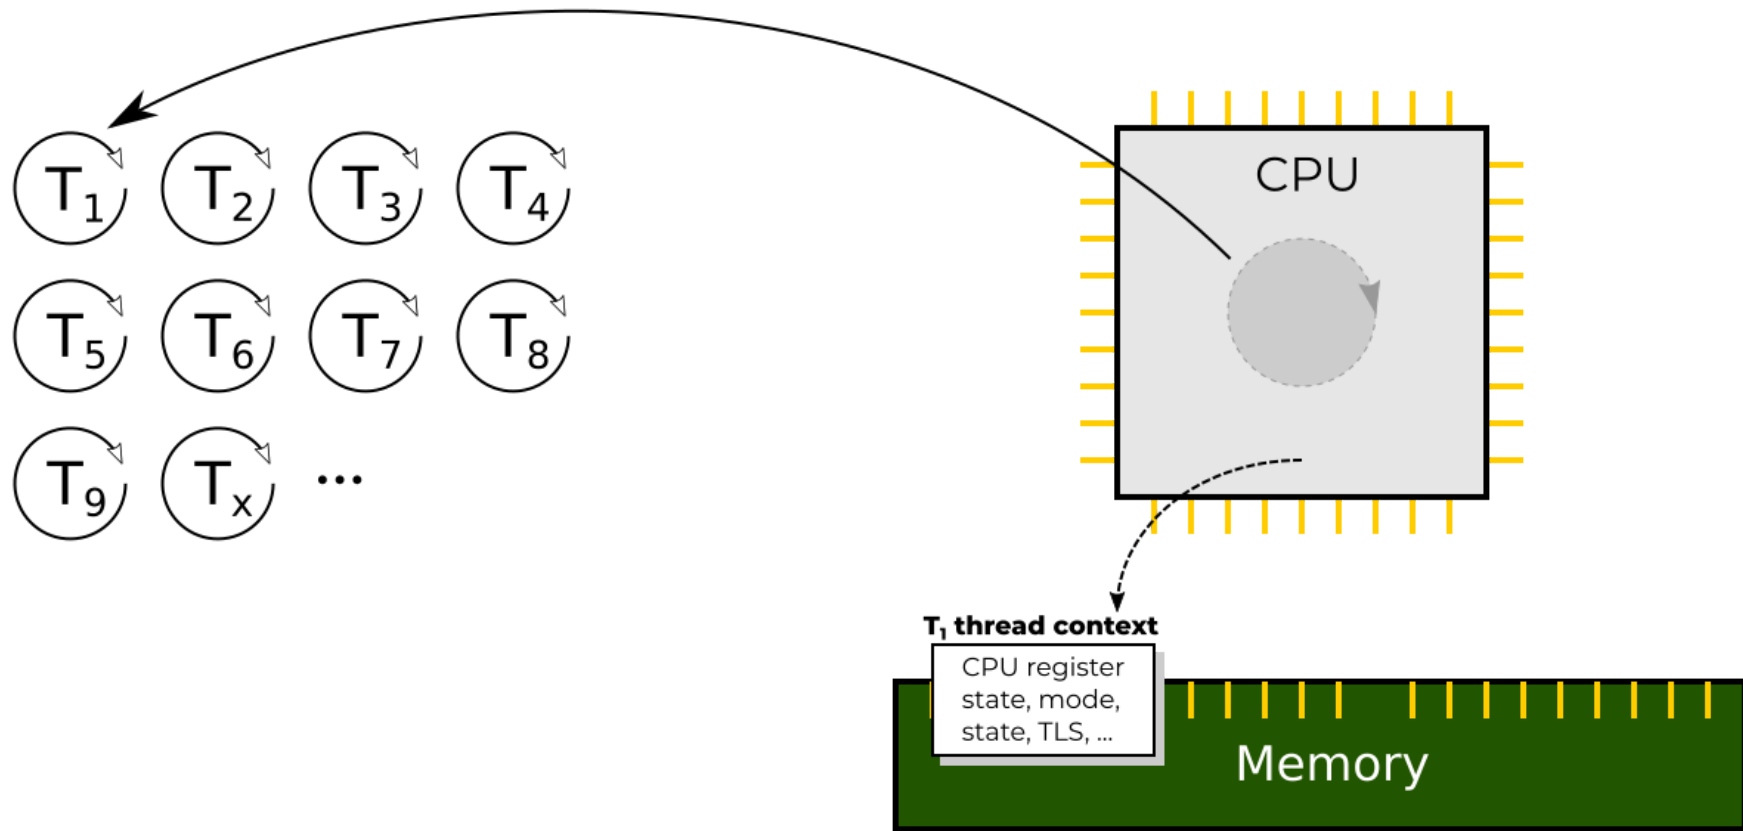 T1 T2 T3 T4
CPU
T5 T6 T7 T8
T9 Tx ...
T1 thread context
CPU register
state, mode,
state, TLS, ...
Memory